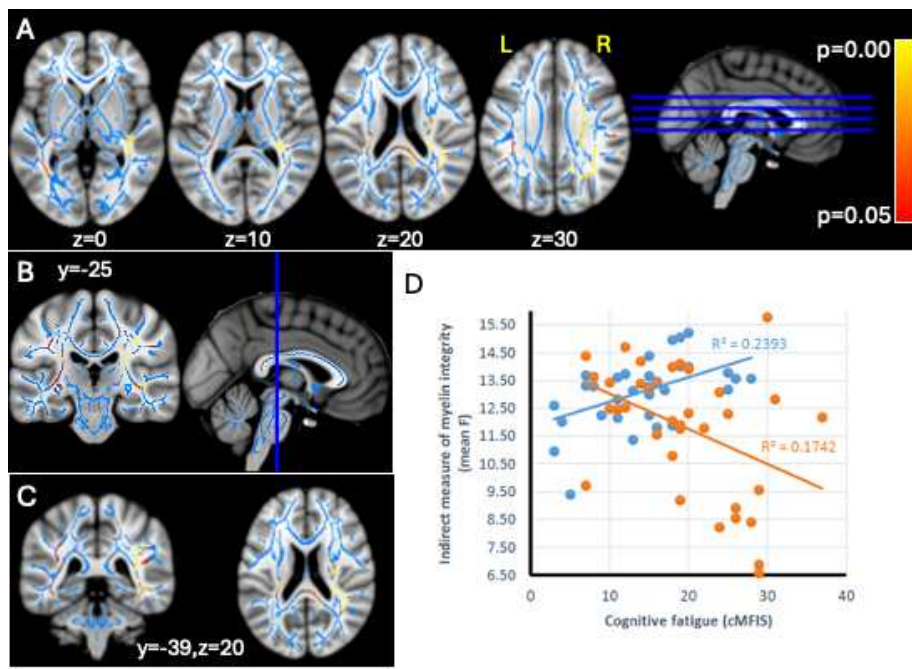 A
L
R
p=0.00
p=0.05
z=0
z=10
z=20
z=30
B
y=-25
C
y=-39,z=20
D
Indirect measure of myelin integrity
(mean F)
15.50
14.50
13.50
12.50
11.50
10.50
9.50
8.50
7.50
6.50
R² = 0.2393
R² = 0.1742
0
10
20
30
40
Cognitive fatigue (cMFIS)